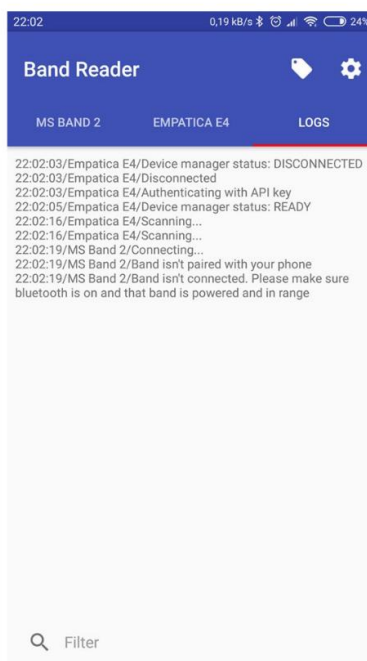 22:02 0,19 kB/s 24%
Band Reader
MS BAND 2 EMPATICA E4 LOGS
22:02:03/Empatica E4/Device manager status: DISCONNECTED
22:02:03/Empatica E4/Disconnected
22:02:03/Empatica E4/Authenticating with API key
22:02:05/Empatica E4/Device manager status: READY
22:02:16/Empatica E4/Scanning...
22:02:16/Empatica E4/Scanning...
22:02:19/MS Band 2/Connecting...
22:02:19/MS Band 2/Band isn't paired with your phone
22:02:19/MS Band 2/Band isn't connected. Please make sure
bluetooth is on and that band is powered and in range
Filter